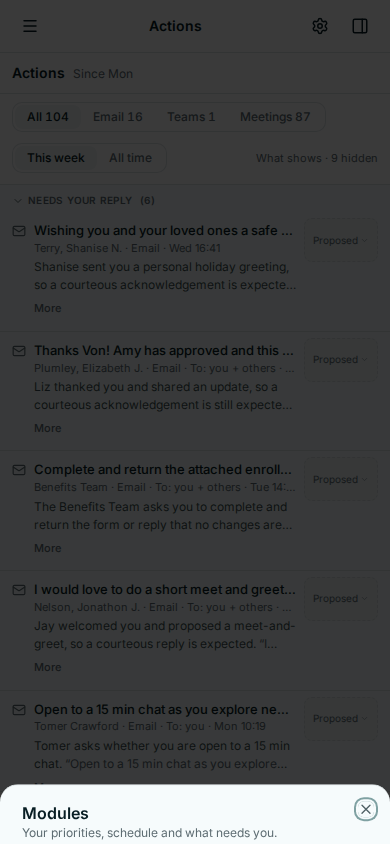 Actions
Actions Since Mon
All 104 Email 16 Teams 1 Meetings 87
This week All time What shows · 9 hidden
NEEDS YOUR REPLY (6)
Wishing you and your loved ones a safe ...
Proposed
Terry, Shanise N. · Email · Wed 16:41
Shanise sent you a personal holiday greeting,
so a courteous acknowledgement is expecte...
More
Thanks Von! Amy has approved and this ...
Proposed
Plumley, Elizabeth J. · Email · To: you + others · ...
Liz thanked you and shared an update, so a
courteous acknowledgement is still expecte...
More
Complete and return the attached enroll...
Proposed
Benefits Team · Email · To: you + others · Tue 14:...
The Benefits Team asks you to complete and
return the form or reply that no changes are...
More
I would love to do a short meet and greet...
Proposed
Nelson, Jonathon J. · Email · To: you + others · ...
Jay welcomed you and proposed a meet-and-
greet, so a courteous reply is expected. “I...
More
Open to a 15 min chat as you explore ne...
Proposed
Tomer Crawford · Email · To: you · Mon 10:19
Tomer asks whether you are open to a 15 min
chat. “Open to a 15 min chat as you explore...
Modules
Your priorities, schedule and what needs you.